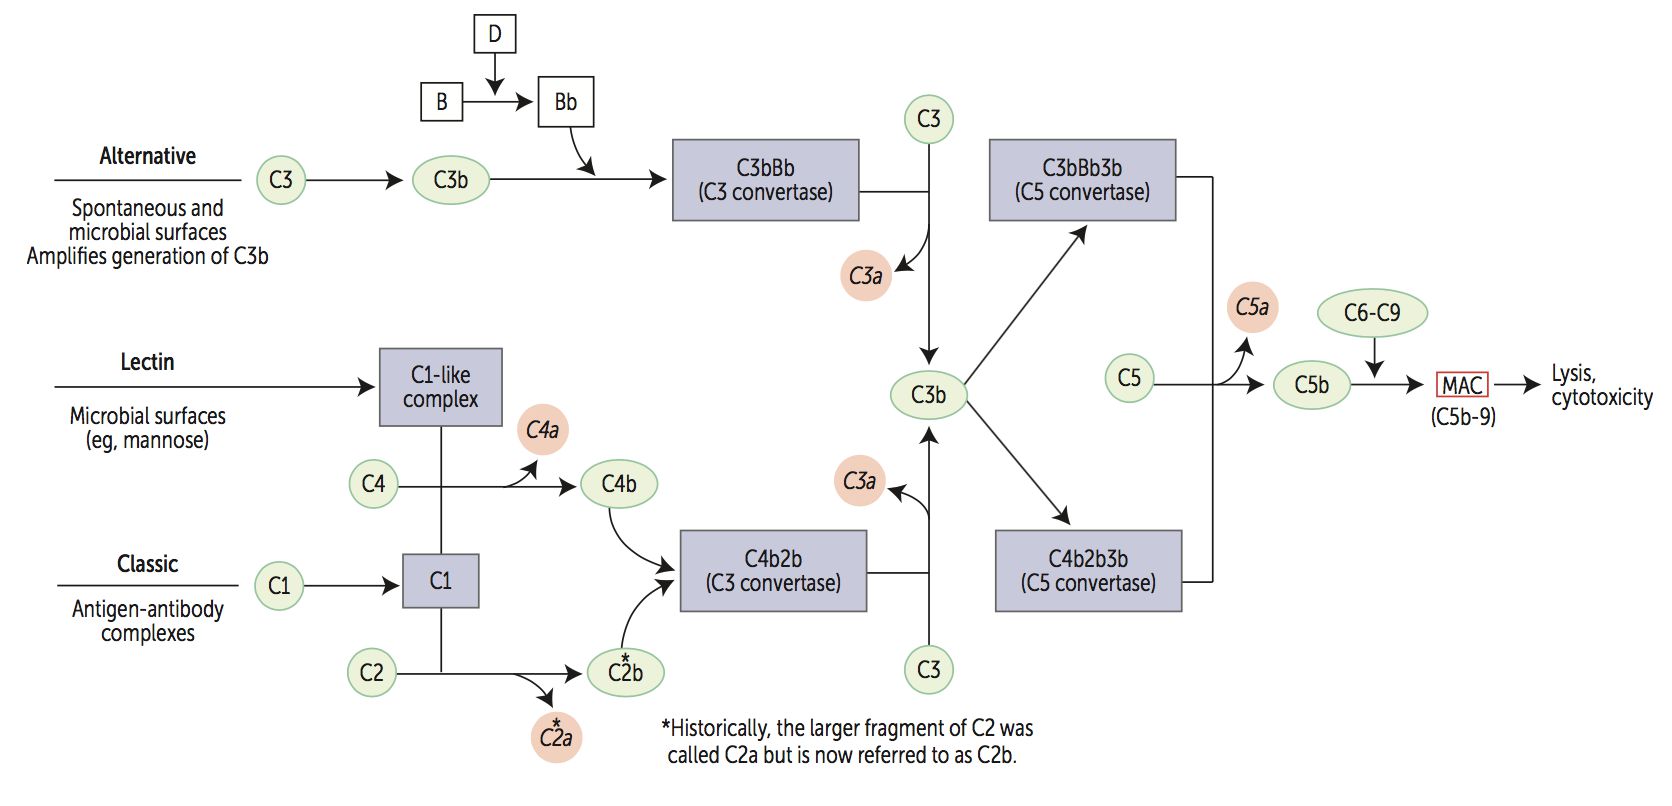 D
B
Bb
C3
Alternative
C3
C3b
C3bBb
(C3 convertase)
C3bBb3b
(C5 convertase)
Spontaneous and
microbial surfaces
Amplifies generation of C3b
C3a
C5a
C6-C9
Lectin
C1-like
complex
C3b
C5
C5b
MAC
(C5b-9)
Lysis,
cytotoxicity
Microbial surfaces
(eg, mannose)
C4a
C4
C4b
C3a
Classic
C1
C1
C4b2b
(C3 convertase)
C4b2b3b
(C5 convertase)
Antigen-antibody
complexes
C2
*
C2b
C3
*
C2a
*Historically, the larger fragment of C2 was
called C2a but is now referred to as C2b.